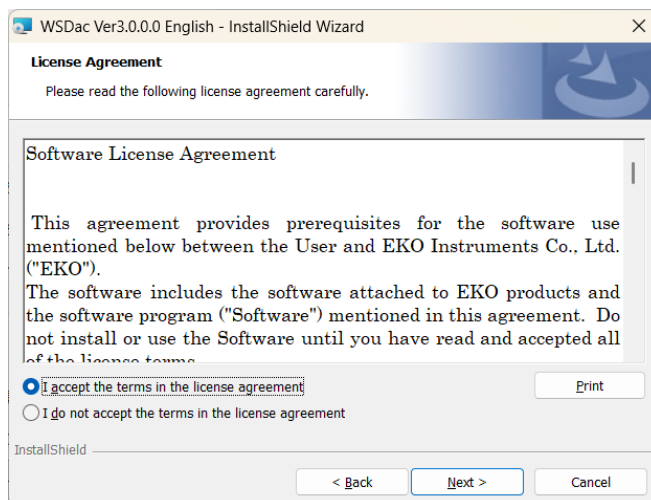 WSDac Ver3.0.0.0 English - InstallShield Wizard
License Agreement
Please read the following license agreement carefully.
Software License Agreement
This agreement provides prerequisites for the software use
mentioned below between the User and EKO Instruments Co., Ltd.
("EKO").
The software includes the software attached to EKO products and
the software program ("Software") mentioned in this agreement. Do
not install or use the Software until you have read and accepted all
of the license terms
I accept the terms in the license agreement
Print
I do not accept the terms in the license agreement
InstallShield
< Back
Next >
Cancel